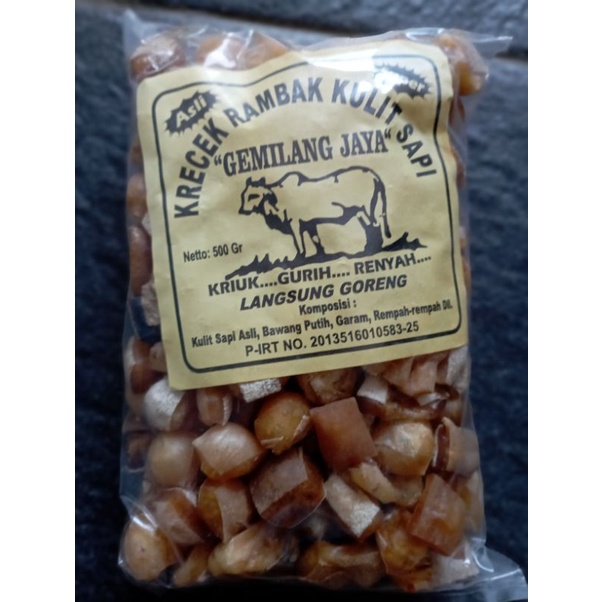 Asli
KRECEK RAMBAK KULIT SAPI
"GEMILANG JAYA"
Netto: 500 Gr
KRIUK....GURIH.... RENYAH....
LANGSUNG GORENG
Komposisi :
Kulit Sapi Asli, Bawang Putih, Garam, Rempah-rempah Dll.
P-IRT NO. 2013516010583-25